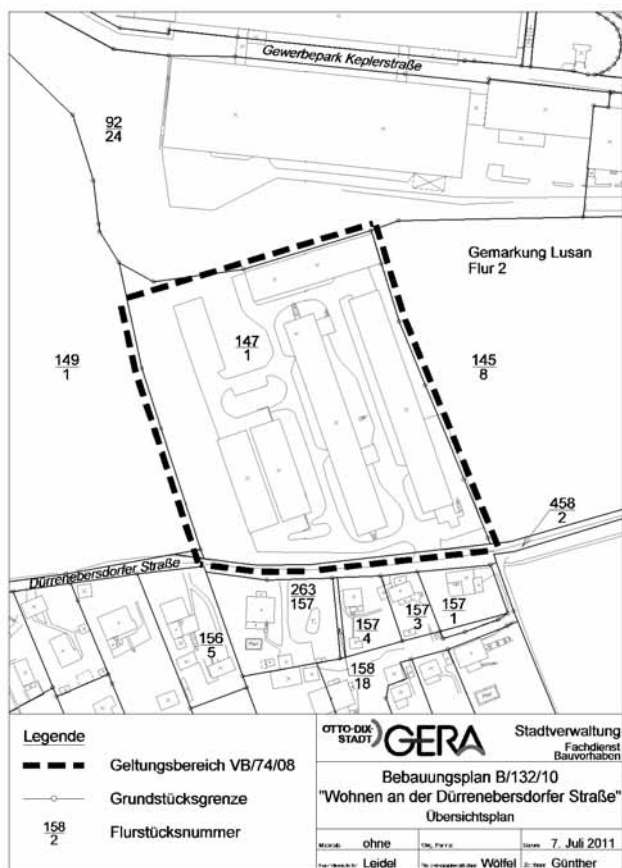 Gewerbepark Keplerstraße
92
24
Gemarkung Lusan
Flur 2
147
1
149
1
145
8
458
2
Dürrenebersdorfer Straße
263
157
157
4
157
3
157
1
156
5
158
18
Legende
Geltungsbereich VB/74/08
Grundstücksgrenze
158
2
Flurstücksnummer
OTTO-DIX-
STADT
GERA
Stadtverwaltung
Fachdienst
Bauvorhaben
Bebauungsplan B/132/10
"Wohnen an der Dürrenebersdorfer Straße"
Übersichtsplan
ohne
7. Juli 2011
Leidel
Wölfel
Günther